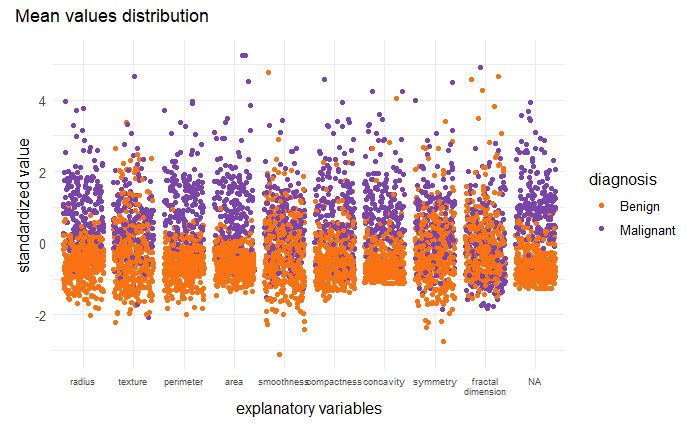 Mean values distribution
standardized value
4
2
0
-2
radius texture perimeter area smoothness compactness concavity symmetry fractal dimension NA
explanatory variables
diagnosis
Benign
Malignant